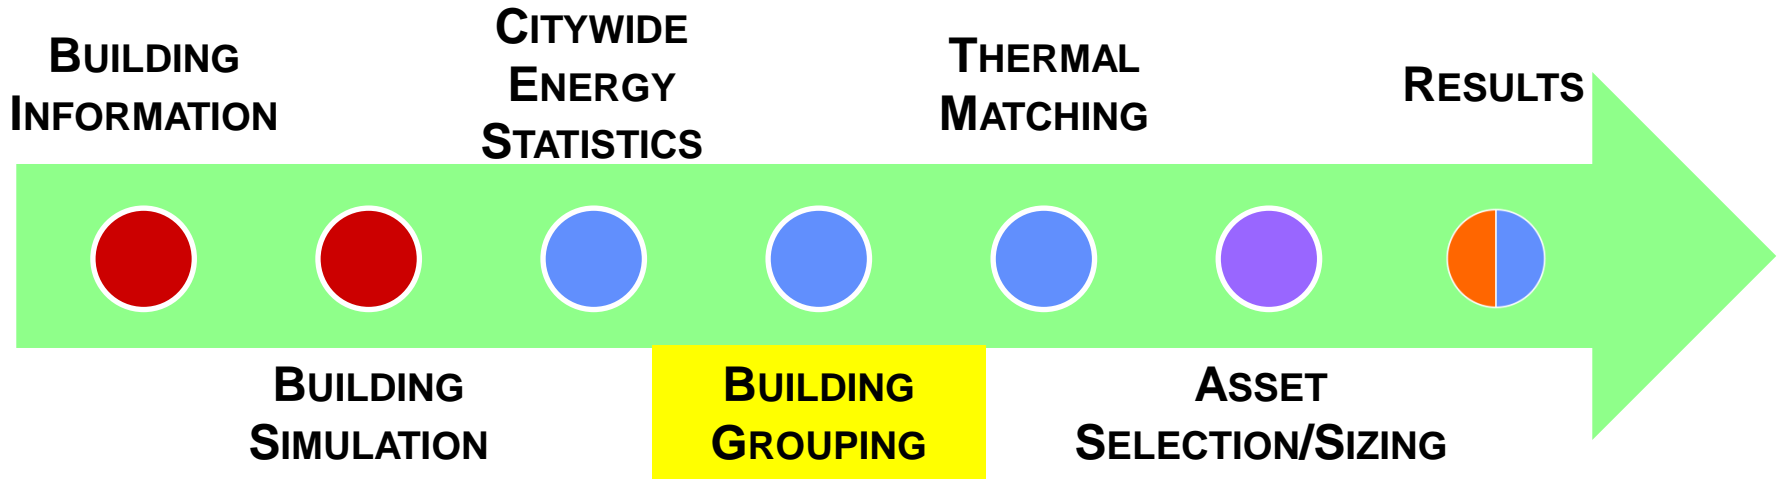 BUILDING
INFORMATION
BUILDING
SIMULATION
CITYWIDE
ENERGY
STATISTICS
BUILDING
GROUPING
THERMAL
MATCHING
ASSET
SELECTION/SIZING
RESULTS